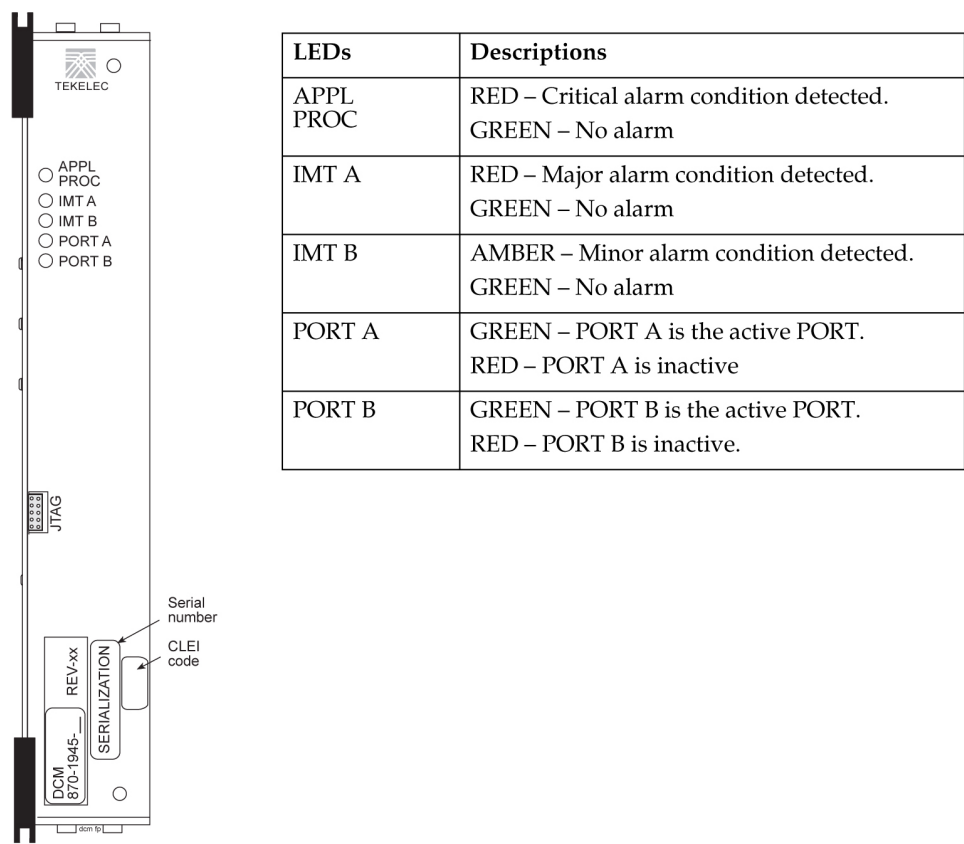 TEKELEC
APPL
PROC
IMT A
IMT B
PORT A
PORT B
JTAG
Serial
number
CLEI
code
REV-xx
SERIALIZATION
DCM
870-1945-__
dcm fp
LEDs Descriptions
APPL
PROC
RED – Critical alarm condition detected.
GREEN – No alarm
IMT A RED – Major alarm condition detected.
GREEN – No alarm
IMT B AMBER – Minor alarm condition detected.
GREEN – No alarm
PORT A GREEN – PORT A is the active PORT.
RED – PORT A is inactive
PORT B GREEN – PORT B is the active PORT.
RED – PORT B is inactive.